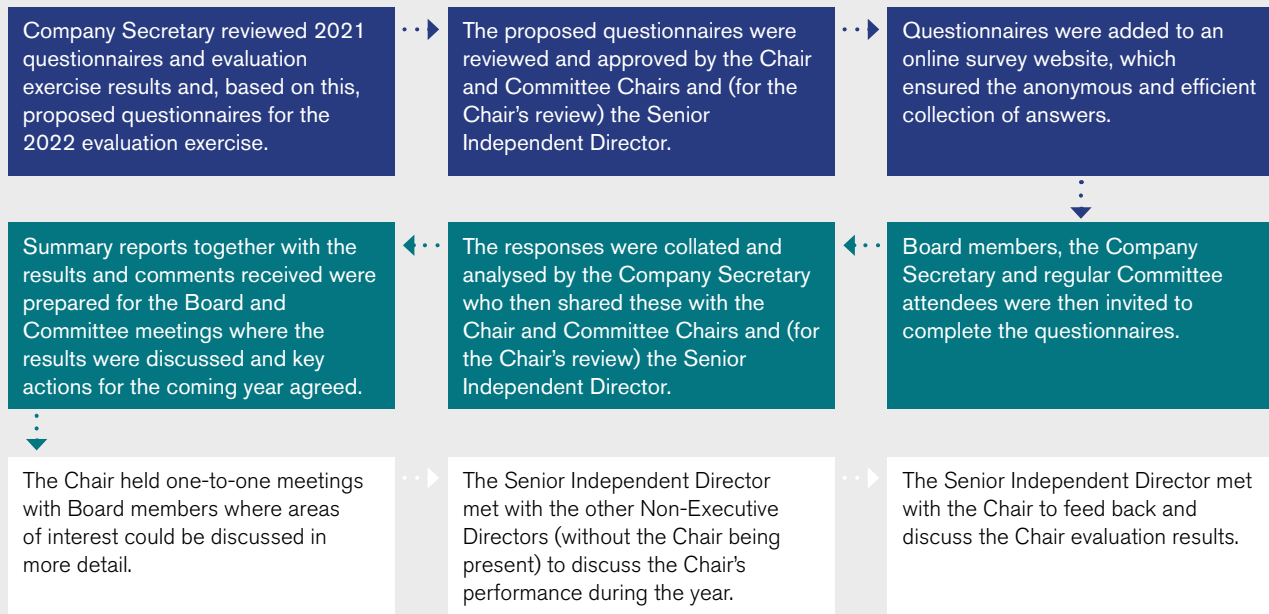 Company Secretary reviewed 2021
questionnaires and evaluation
exercise results and, based on this,
proposed questionnaires for the
2022 evaluation exercise.
The proposed questionnaires were
reviewed and approved by the Chair
and Committee Chairs and (for the
Chair's review) the Senior
Independent Director.
Questionnaires were added to an
online survey website, which
ensured the anonymous and efficient
collection of answers.
Board members, the Company
Secretary and regular Committee
attendees were then invited to
complete the questionnaires.
The responses were collated and
analysed by the Company Secretary
who then shared these with the
Chair and Committee Chairs and (for
the Chair's review) the Senior
Independent Director.
Summary reports together with the
results and comments received were
prepared for the Board and
Committee meetings where the
results were discussed and key
actions for the coming year agreed.
The Chair held one-to-one meetings
with Board members where areas
of interest could be discussed in
more detail.
The Senior Independent Director
met with the other Non-Executive
Directors (without the Chair being
present) to discuss the Chair's
performance during the year.
The Senior Independent Director met
with the Chair to feed back and
discuss the Chair evaluation results.